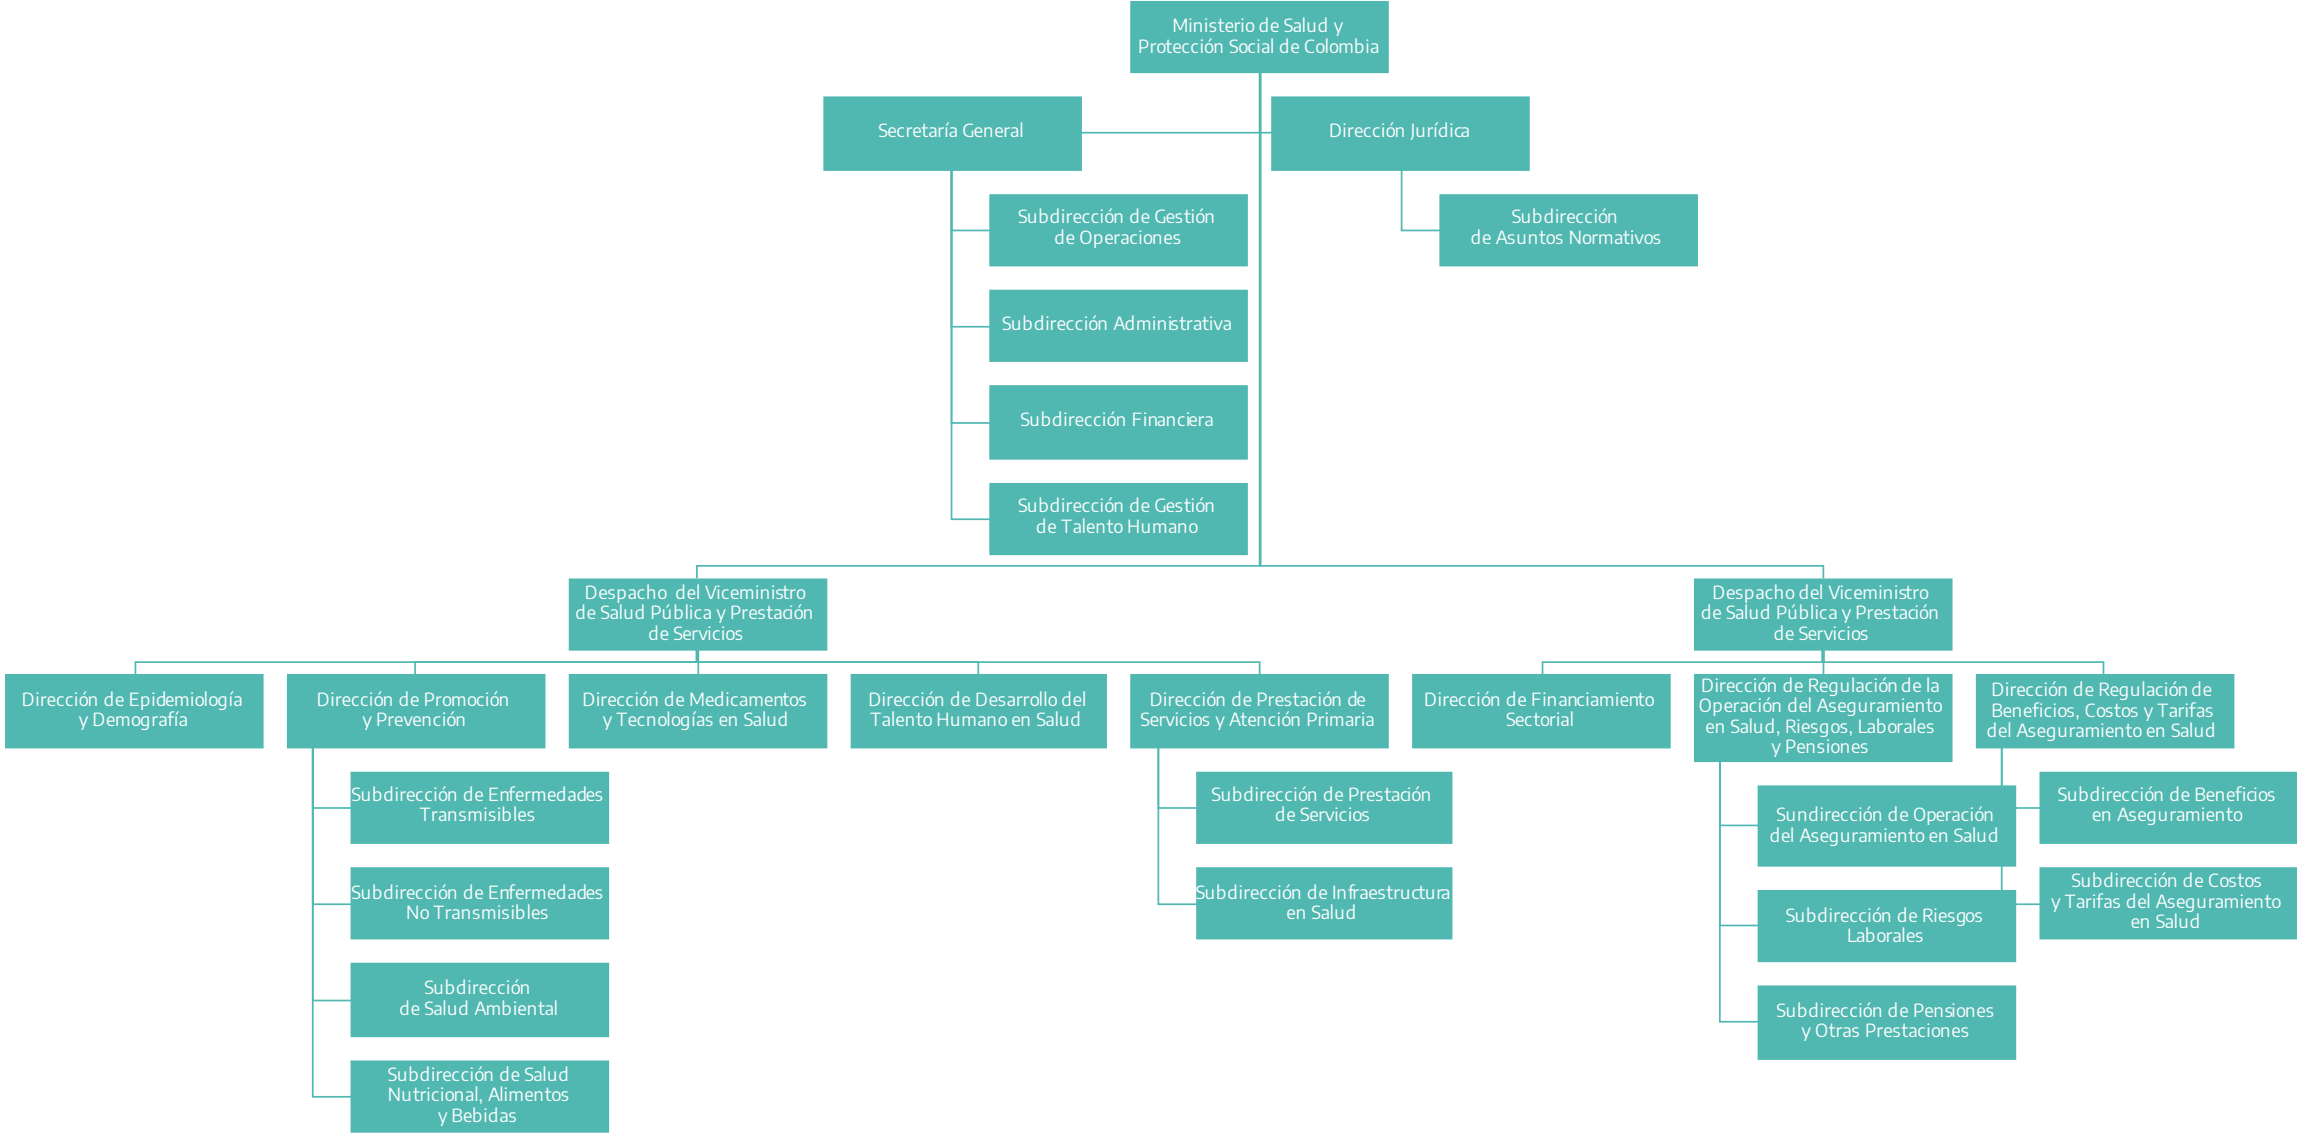 Ministerio de Salud y
Protección Social de Colombia
Secretaría General
Dirección Jurídica
Subdirección de Gestión
de Operaciones
Subdirección
de Asuntos Normativos
Subdirección Administrativa
Subdirección Financiera
Subdirección de Gestión
de Talento Humano
Despacho del Viceministro
de Salud Pública y Prestación
de Servicios
Despacho del Viceministro
de Salud Pública y Prestación
de Servicios
Dirección de Epidemiología
y Demografía
Dirección de Promoción
y Prevención
Dirección de Medicamentos
y Tecnologías en Salud
Dirección de Desarrollo del
Talento Humano en Salud
Dirección de Prestación de
Servicios y Atención Primaria
Dirección de Financiamiento
Sectorial
Dirección de Regulación de la
Operación del Aseguramiento
en Salud, Riesgos, Laborales
y Pensiones
Dirección de Regulación de
Beneficios, Costos y Tarifas
del Aseguramiento en Salud
Subdirección de Enfermedades
Transmisibles
Subdirección de Enfermedades
No Transmisibles
Subdirección
de Salud Ambiental
Subdirección de Salud
Nutricional, Alimentos
y Bebidas
Subdirección de Prestación
de Servicios
Subdirección de Infraestructura
en Salud
Sundirección de Operación
del Aseguramiento en Salud
Subdirección de Riesgos
Laborales
Subdirección de Pensiones
y Otras Prestaciones
Subdirección de Beneficios
en Aseguramiento
Subdirección de Costos
y Tarifas del Aseguramiento
en Salud